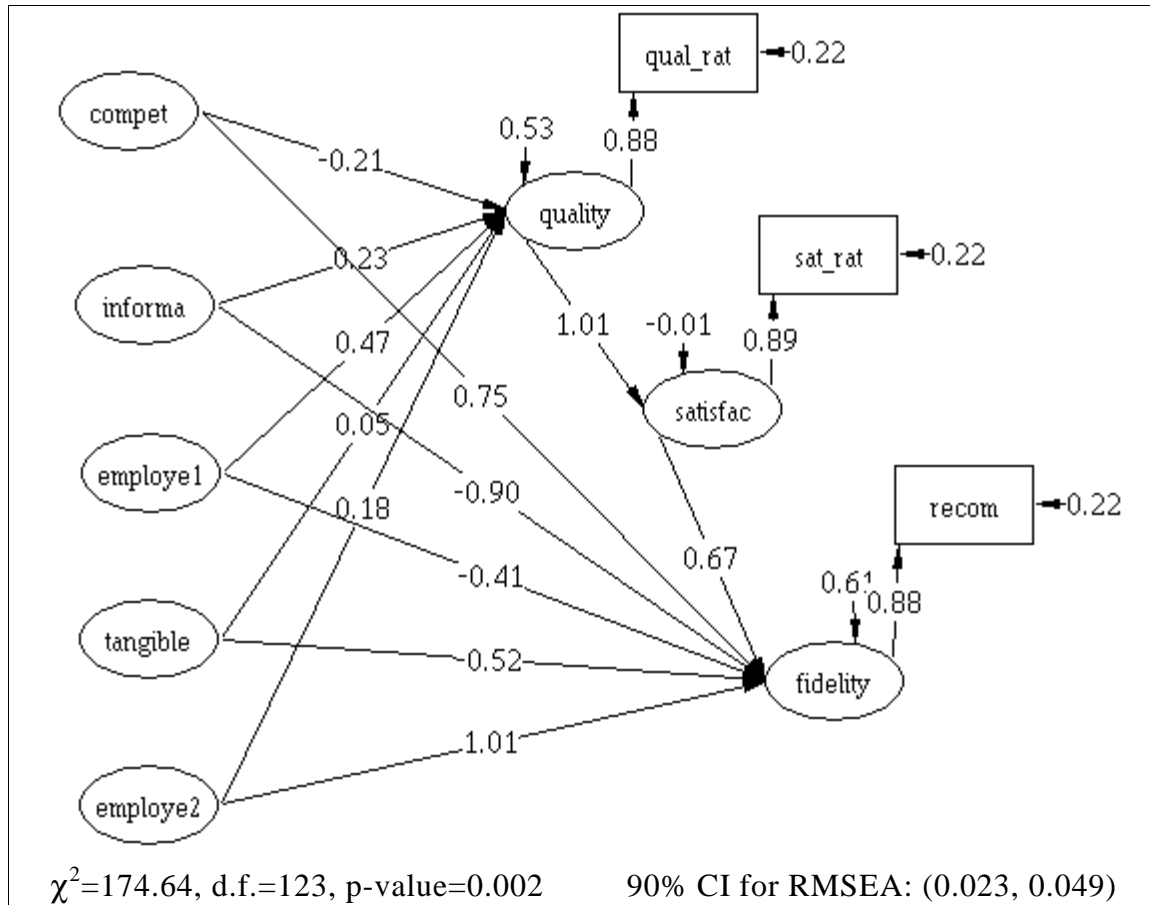 qual_rat
0.22
compet
0.53
0.88
-0.21
quality
0.23
sat_rat
0.22
informa
1.01
-0.01
0.89
0.47
0.75
satisfac
0.05
employe1
-0.90
0.18
recom
0.22
0.67
-0.41
0.61
0.88
tangible
0.52
fidelity
1.01
employe2
χ²=174.64, d.f.=123, p-value=0.002 90% CI for RMSEA: (0.023, 0.049)